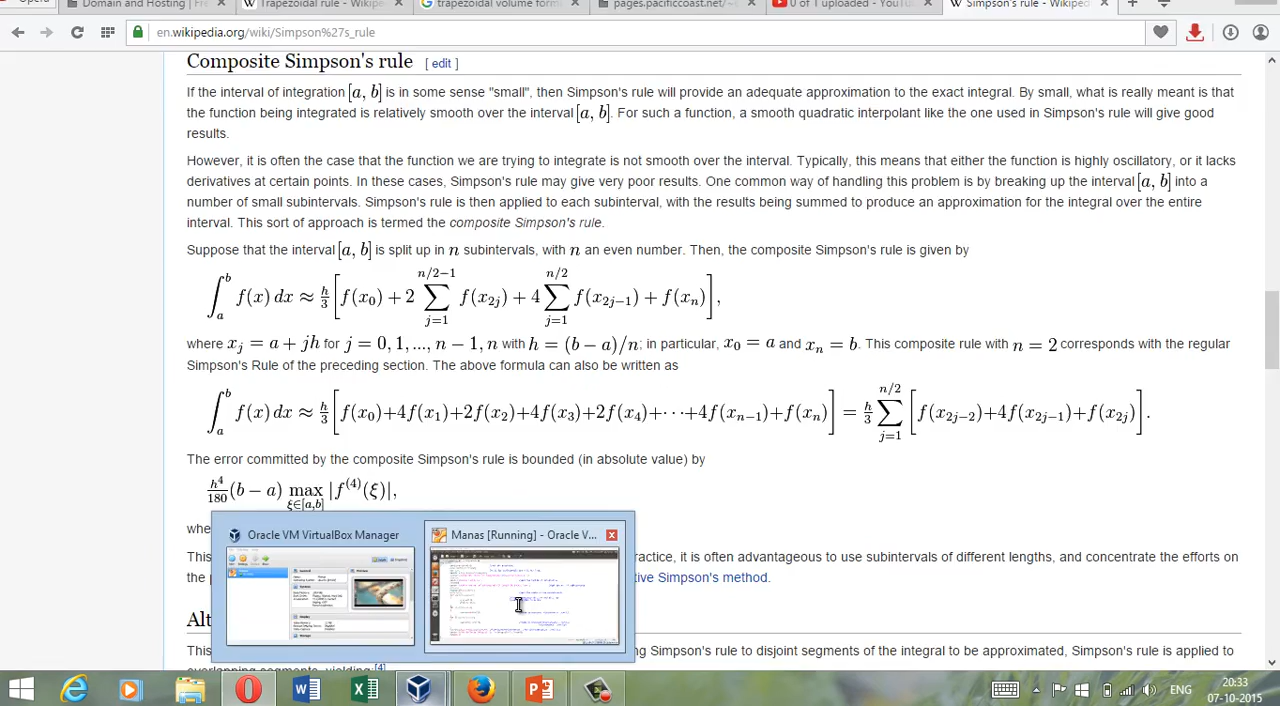 Domain and Hosting | Fre
Trapezoidal rule - Wikipe
trapezoidal volume form
pages.pacificcoast.net/~
0 of 1 uploaded - YouTu
Simpson's rule - Wikiped
en.wikipedia.org/wiki/Simpson%27s_rule
Composite Simpson's rule [ edit ]
If the interval of integration [a, b] is in some sense "small", then Simpson's rule will provide an adequate approximation to the exact integral. By small, what is really meant is that
the function being integrated is relatively smooth over the interval [a, b]. For such a function, a smooth quadratic interpolant like the one used in Simpson's rule will give good
results.
However, it is often the case that the function we are trying to integrate is not smooth over the interval. Typically, this means that either the function is highly oscillatory, or it lacks
derivatives at certain points. In these cases, Simpson's rule may give very poor results. One common way of handling this problem is by breaking up the interval [a, b] into a
number of small subintervals. Simpson's rule is then applied to each subinterval, with the results being summed to produce an approximation for the integral over the entire
interval. This sort of approach is termed the composite Simpson's rule.
Suppose that the interval [a, b] is split up in n subintervals, with n an even number. Then, the composite Simpson's rule is given by
∫_a^b f(x) dx ≈ h/3 [f(x_0) + 2 ∑_{j=1}^{n/2−1} f(x_{2j}) + 4 ∑_{j=1}^{n/2} f(x_{2j−1}) + f(x_n)],
where x_j = a + jh for j = 0, 1, ..., n − 1, n with h = (b − a)/n; in particular, x_0 = a and x_n = b. This composite rule with n = 2 corresponds with the regular
Simpson's Rule of the preceding section. The above formula can also be written as
∫_a^b f(x) dx ≈ h/3 [f(x_0)+4f(x_1)+2f(x_2)+4f(x_3)+2f(x_4)+⋯+4f(x_{n−1})+f(x_n)] = h/3 ∑_{j=1}^{n/2} [f(x_{2j−2})+4f(x_{2j−1})+f(x_{2j})].
The error committed by the composite Simpson's rule is bounded (in absolute value) by
h^4/180 (b − a) max_{ξ∈[a,b]} |f^{(4)}(ξ)|,
Oracle VM VirtualBox Manager
Manas [Running] - Oracle V...
ractice, it is often advantageous to use subintervals of different lengths, and concentrate the efforts on
the
ive Simpson's method.
Alt
This
ng Simpson's rule to disjoint segments of the integral to be approximated, Simpson's rule is applied to
overlapping segments, yielding:[4]
ENG
20:33
07-10-2015